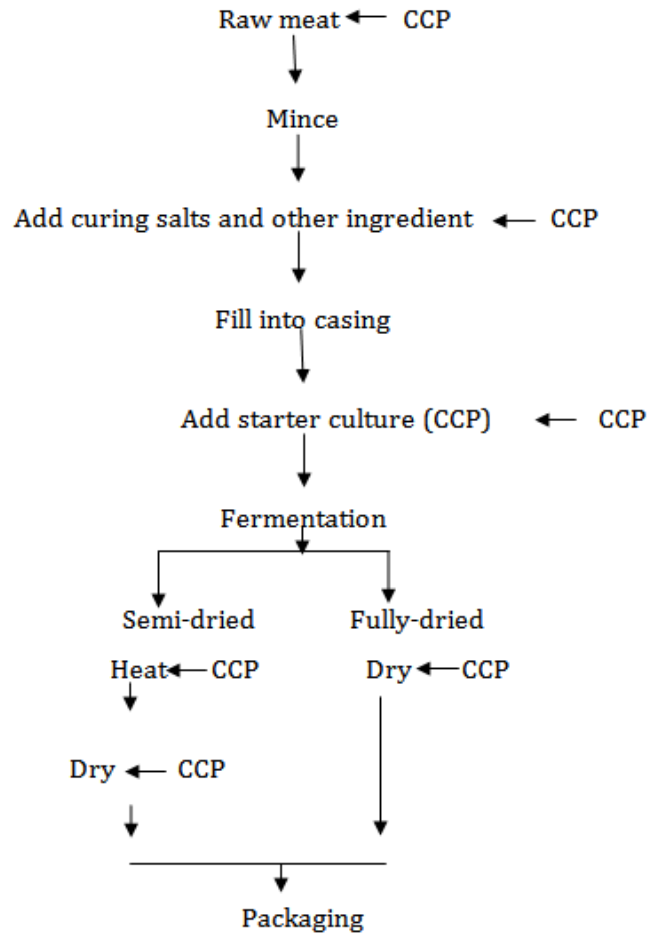 Raw meat CCP
Mince
Add curing salts and other ingredient CCP
Fill into casing
Add starter culture (CCP) CCP
Fermentation
Semi-dried Fully-dried
Heat CCP Dry CCP
Dry CCP
Packaging